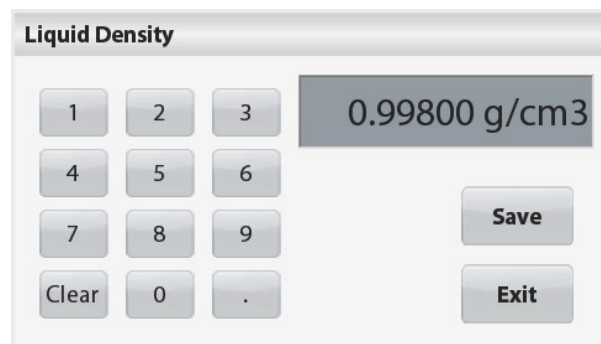 Liquid Density
0.99800 g/cm3
1 2 3
4 5 6
7 8 9
Clear 0 .
Save
Exit